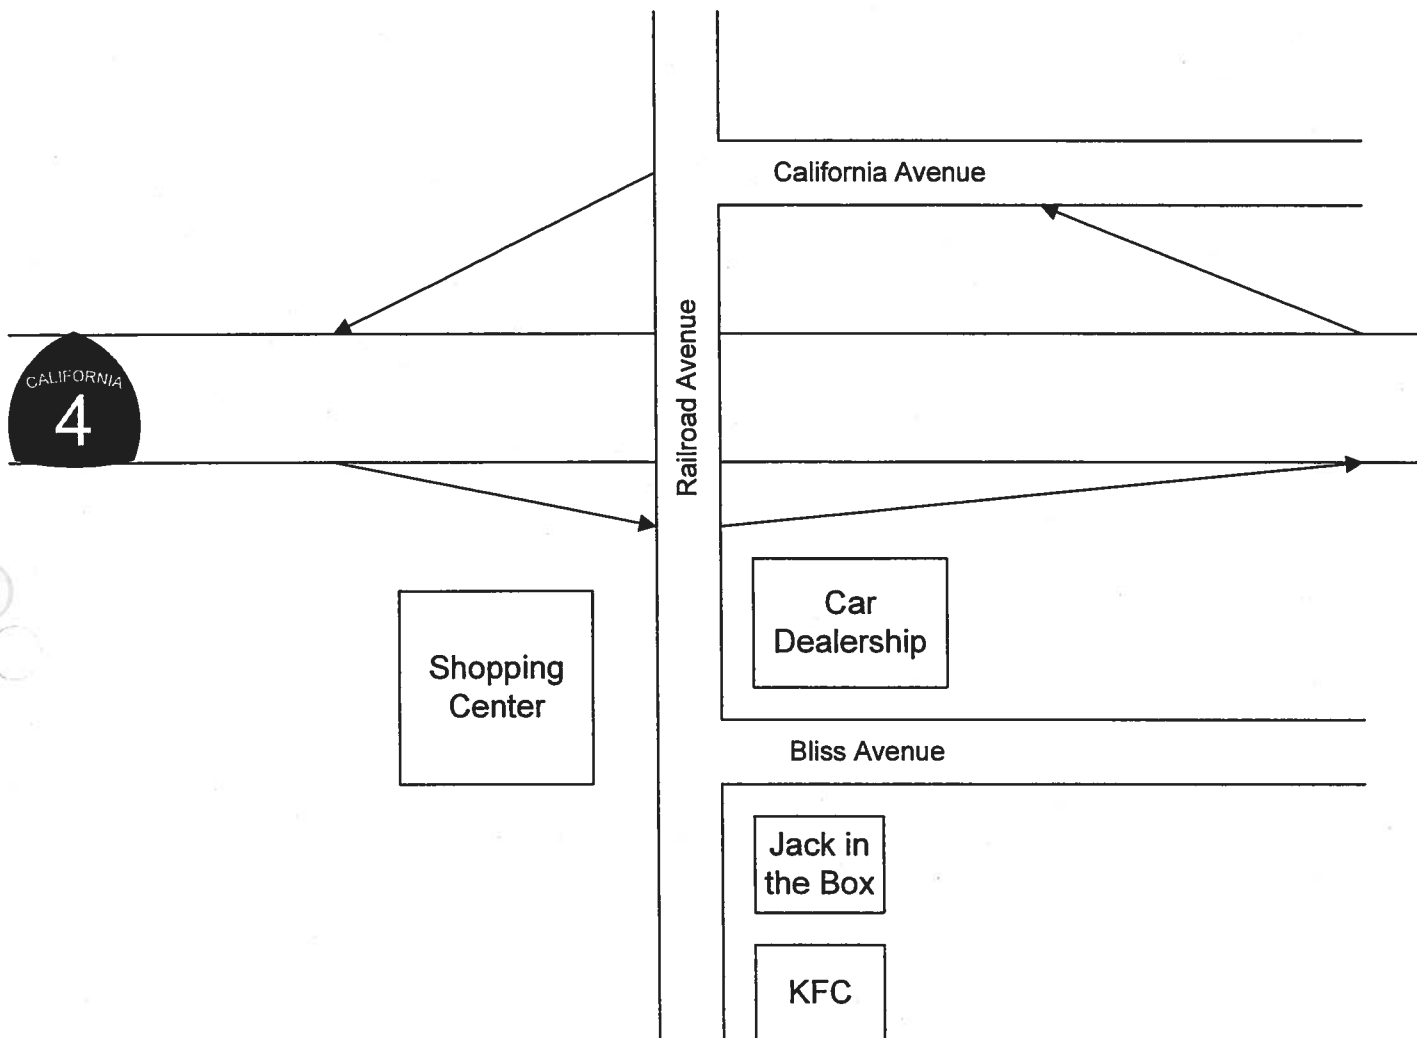 California Avenue
Railroad Avenue
CALIFORNIA
4
Car
Dealership
Shopping
Center
Bliss Avenue
Jack in
the Box
KFC